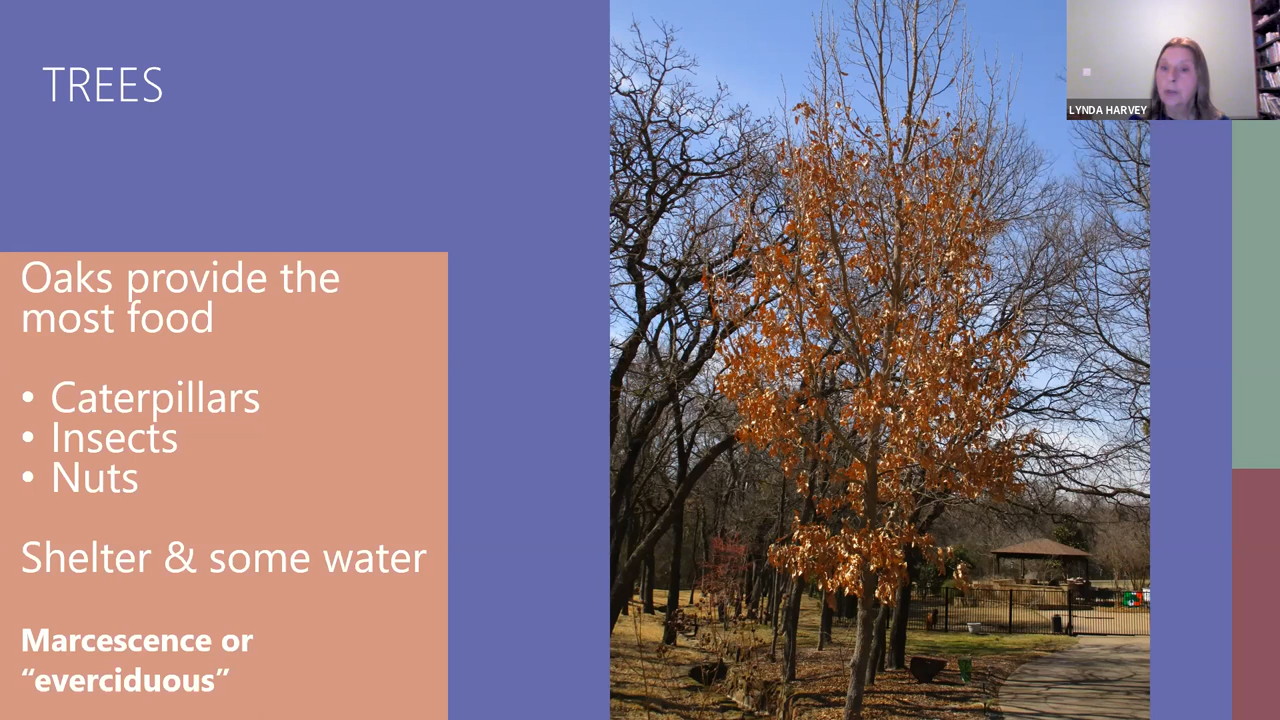 TREES
Oaks provide the
most food
• Caterpillars
• Insects
• Nuts
Shelter & some water
Marcescence or
“everciduous”
LYNDA HARVEY